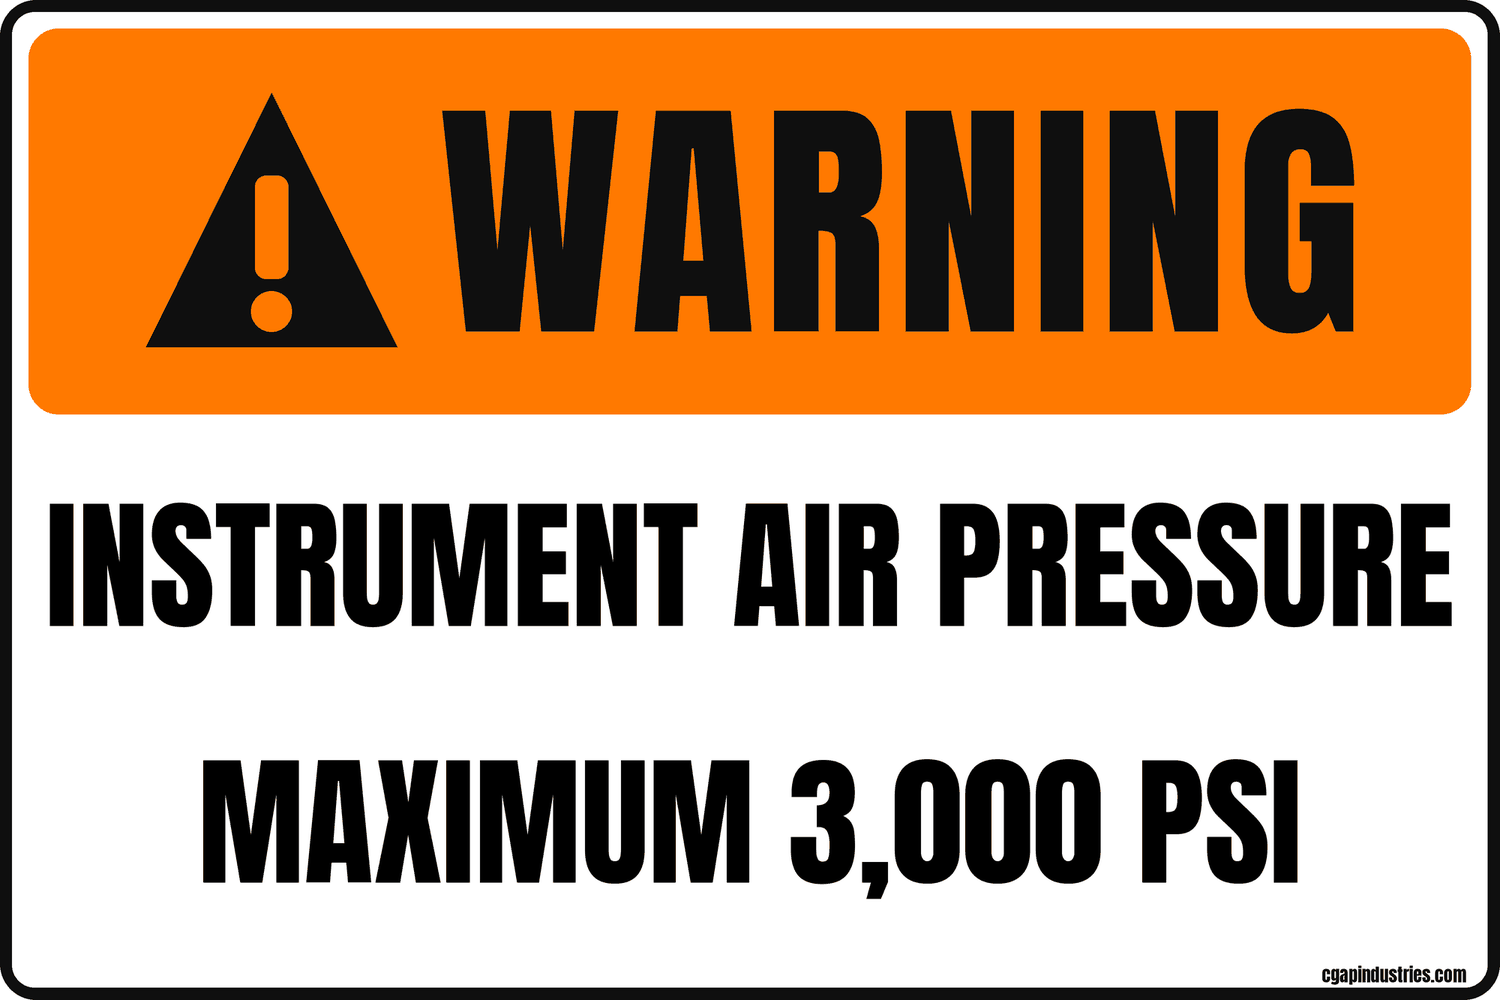 WARNING
INSTRUMENT AIR PRESSURE
MAXIMUM 3,000 PSI
cgapindustries.com